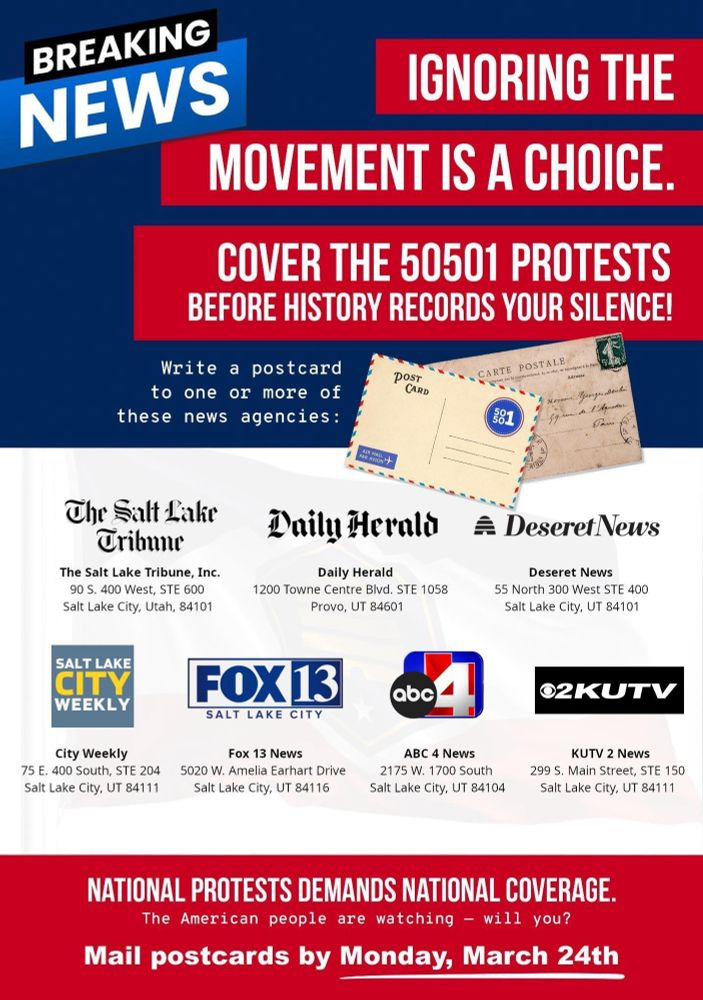 BREAKING
NEWS
IGNORING THE
MOVEMENT IS A CHOICE.
COVER THE 50501 PROTESTS
BEFORE HISTORY RECORDS YOUR SILENCE!
Write a postcard
to one or more of
these news agencies:
POST
CARD
50
501
AIR MAIL
PAR AVION
CARTE POSTALE
The Salt Lake
Tribune
The Salt Lake Tribune, Inc.
90 S. 400 West, STE 600
Salt Lake City, Utah, 84101
Daily Herald
Daily Herald
1200 Towne Centre Blvd. STE 1058
Provo, UT 84601
Deseret News
Deseret News
55 North 300 West STE 400
Salt Lake City, UT 84101
SALT LAKE
CITY
WEEKLY
City Weekly
75 E. 400 South, STE 204
Salt Lake City, UT 84111
FOX 13
SALT LAKE CITY
Fox 13 News
5020 W. Amelia Earhart Drive
Salt Lake City, UT 84116
abc 4
ABC 4 News
2175 W. 1700 South
Salt Lake City, UT 84104
2KUTV
KUTV 2 News
299 S. Main Street, STE 150
Salt Lake City, UT 84111
NATIONAL PROTESTS DEMANDS NATIONAL COVERAGE.
The American people are watching — will you?
Mail postcards by Monday, March 24th